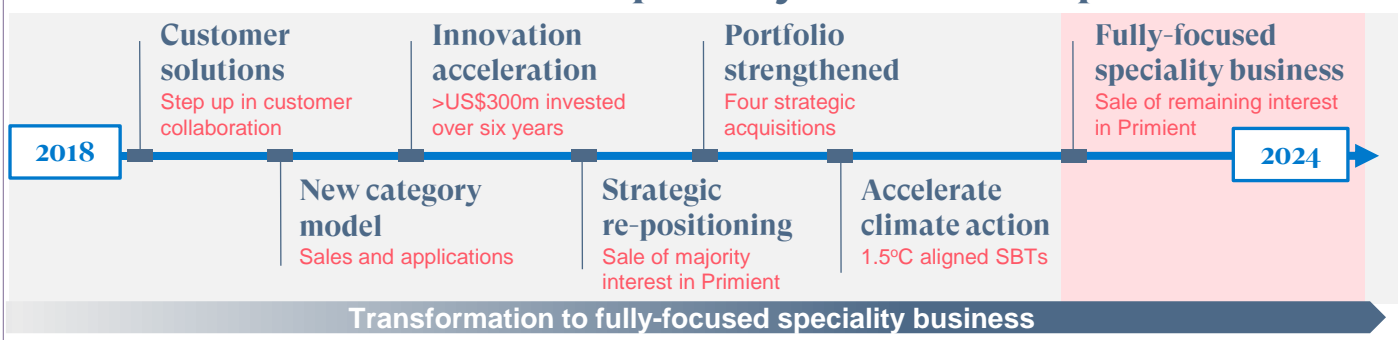 Customer
solutions
Step up in customer
collaboration
Innovation
acceleration
>US$300m invested
over six years
Portfolio
strengthened
Four strategic
acquisitions
Fully-focused
speciality business
Sale of remaining interest
in Primient
2018
2024
New category
model
Sales and applications
Strategic
re-positioning
Sale of majority
interest in Primient
Accelerate
climate action
1.5ºC aligned SBTs
Transformation to fully-focused speciality business